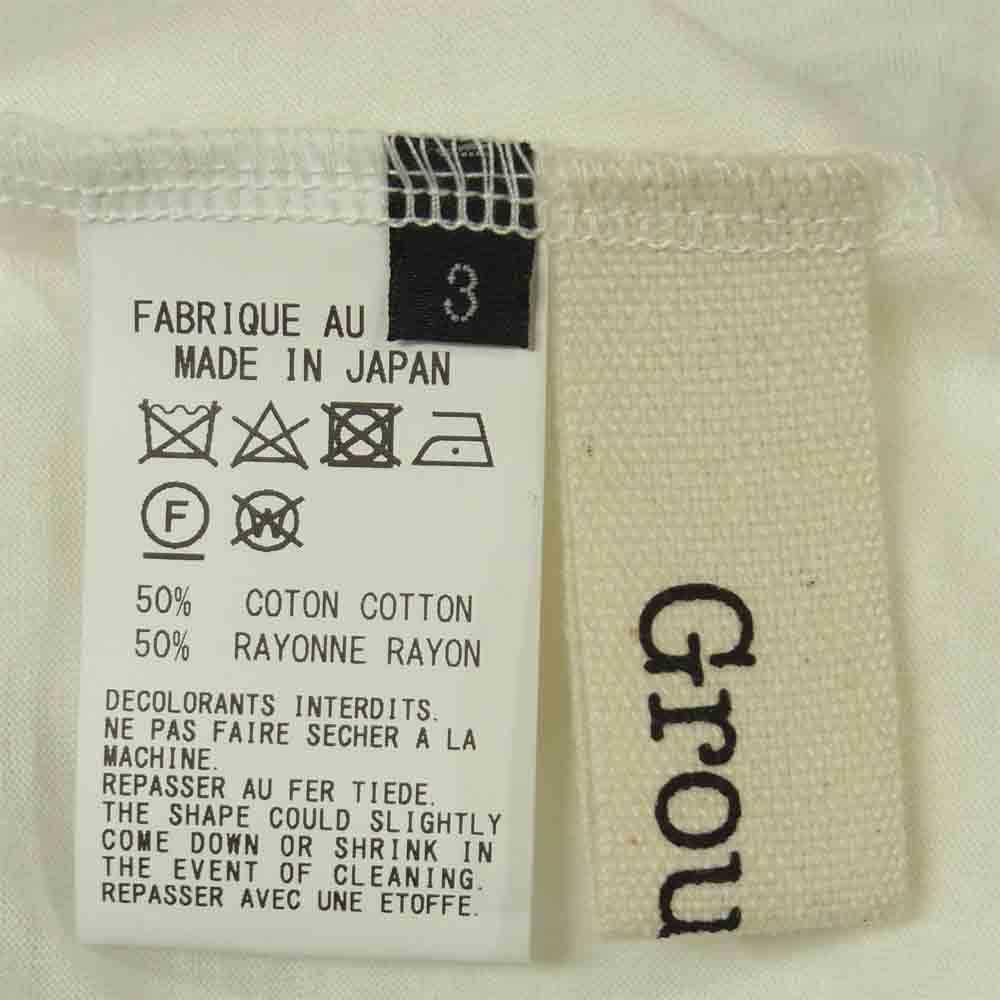 3
FABRIQUE AU
MADE IN JAPAN
F
W
50% COTON COTTON
50% RAYONNE RAYON
DECOLORANTS INTERDITS.
NE PAS FAIRE SECHER A LA
MACHINE.
REPASSER AU FER TIEDE.
THE SHAPE COULD SLIGHTLY
COME DOWN OR SHRINK IN
THE EVENT OF CLEANING.
REPASSER AVEC UNE ETOFFE.
Grou